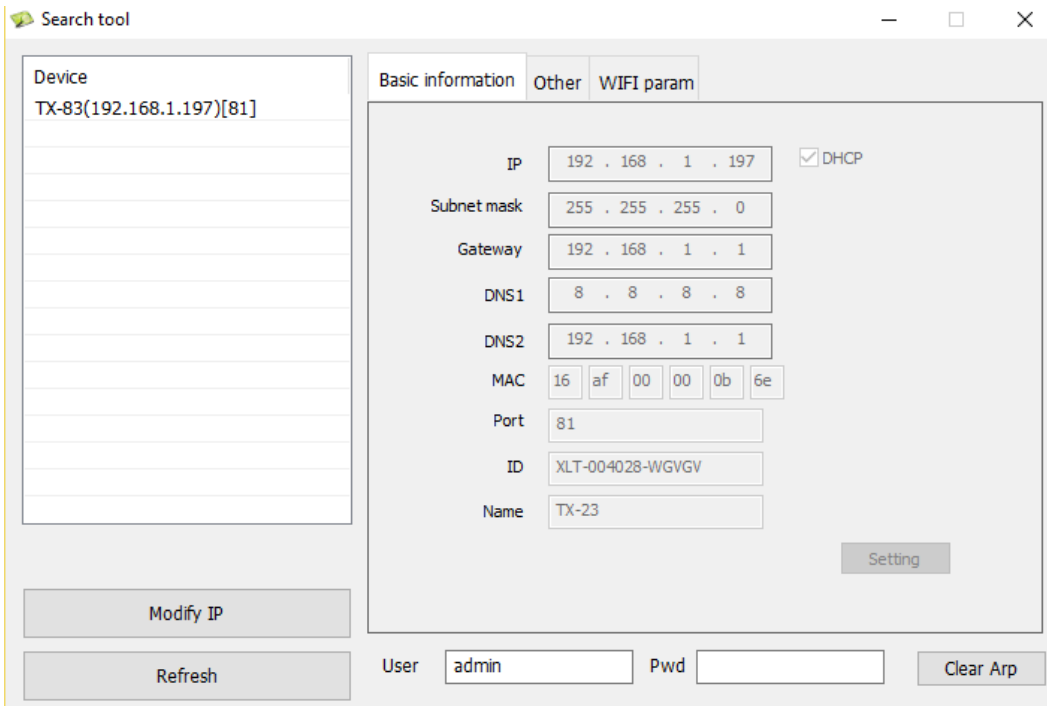 Search tool
Device
TX-83(192.168.1.197)[81]
Basic information Other WIFI param
IP 192 . 168 . 1 . 197 DHCP
Subnet mask 255 . 255 . 255 . 0
Gateway 192 . 168 . 1 . 1
DNS1 8 . 8 . 8 . 8
DNS2 192 . 168 . 1 . 1
MAC 16 af 00 00 0b 6e
Port 81
ID XLT-004028-WGVGV
Name TX-23
Setting
Modify IP
Refresh
User admin Pwd Clear Arp